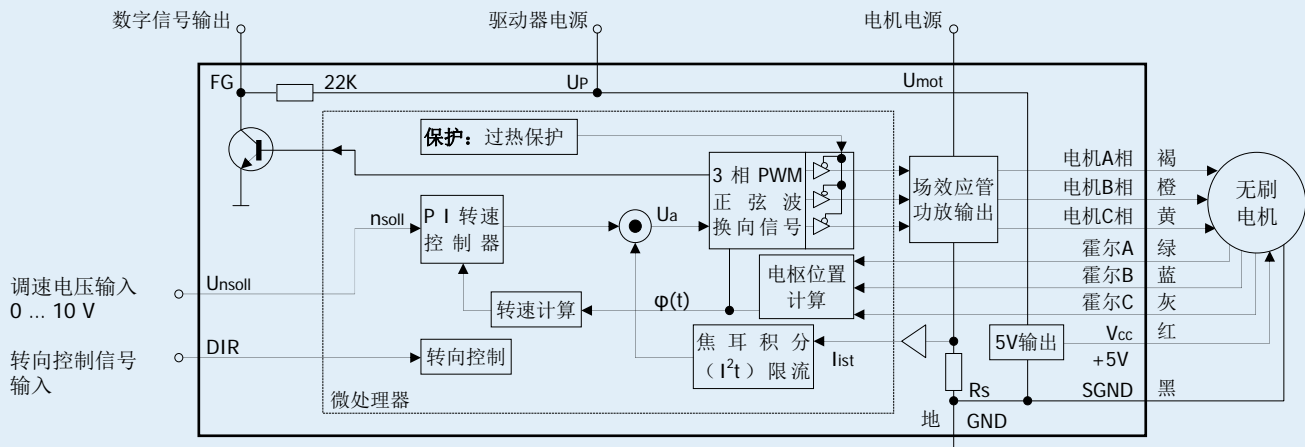 数字信号输出
驱动器电源
电机电源
FG
22K
UP
Umot
保护：过热保护
3 相 PWM
正 弦 波
换向信号
场效应管
功放输出
电机A相 褐
电机B相 橙
电机C相 黄
无刷
电机
nsoll
P I 转速
控 制 器
Ua
霍尔A 绿
霍尔B 蓝
霍尔C 灰
电枢位置
计算
调速电压输入
0 ... 10 V
Unsoll
转速计算
φ(t)
转向控制信号
输入
DIR
转向控制
焦 耳 积 分
（I²t）限流
Iist
5V输出
Vcc 红
+5V
微处理器
Rs
SGND 黑
地 GND